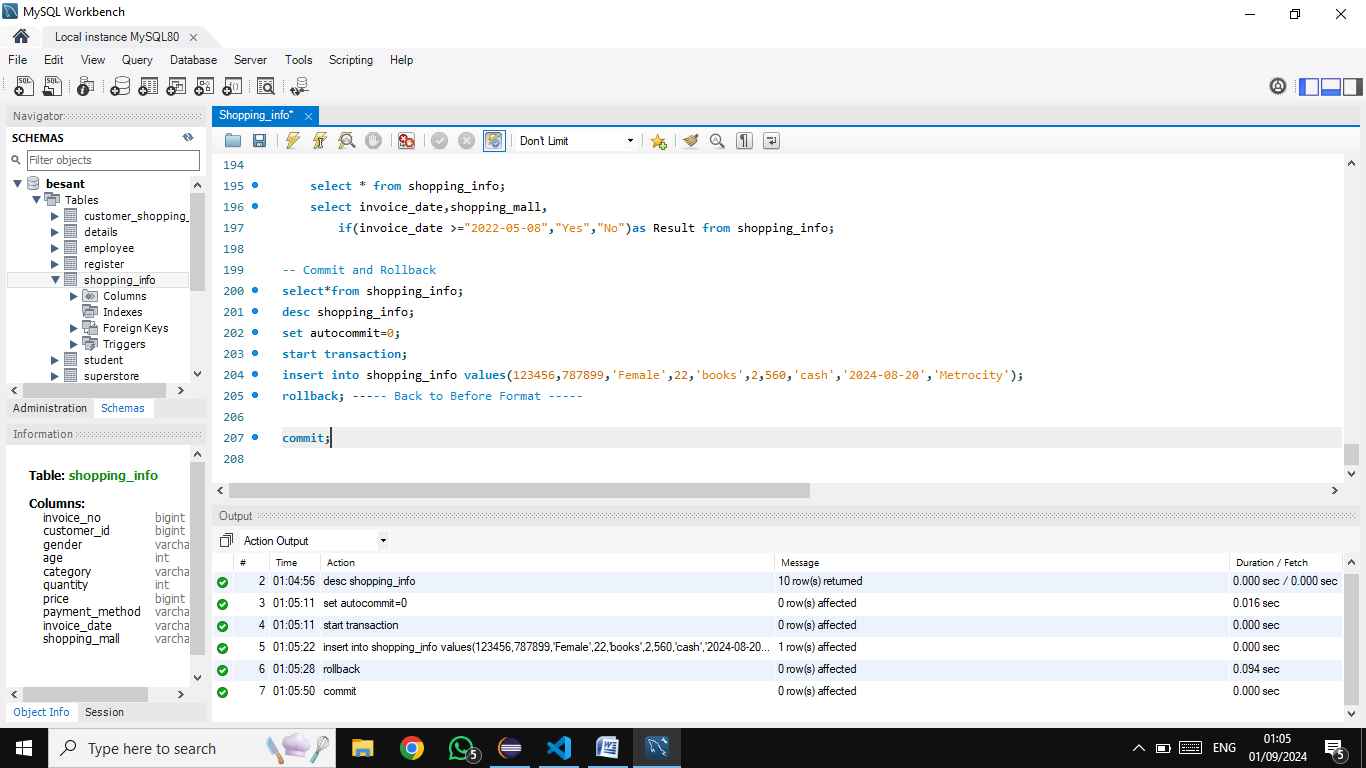 MySQL Workbench
Local instance MySQL80
File Edit View Query Database Server Tools Scripting Help
Navigator
SCHEMAS
Filter objects
besant
Tables
customer_shopping_
details
employee
register
shopping_info
Columns
Indexes
Foreign Keys
Triggers
student
superstore
Administration Schemas
Information
Table: shopping_info
Columns:
invoice_no bigint
customer_id bigint
gender varcha
age int
category varcha
quantity int
price bigint
payment_method varcha
invoice_date varcha
shopping_mall varcha
Object Info Session
Shopping_info*
Don't Limit
194
195 select * from shopping_info;
196 select invoice_date,shopping_mall,
197 if(invoice_date >="2022-05-08","Yes","No")as Result from shopping_info;
198
199 -- Commit and Rollback
200 select*from shopping_info;
201 desc shopping_info;
202 set autocommit=0;
203 start transaction;
204 insert into shopping_info values(123456,787899,'Female',22,'books',2,560,'cash','2024-08-20','Metrocity');
205 rollback; ----- Back to Before Format -----
206
207 commit;
208
Output
Action Output
# Time Action Message Duration / Fetch
2 01:04:56 desc shopping_info 10 row(s) returned 0.000 sec / 0.000 sec
3 01:05:11 set autocommit=0 0 row(s) affected 0.016 sec
4 01:05:11 start transaction 0 row(s) affected 0.000 sec
5 01:05:22 insert into shopping_info values(123456,787899,'Female',22,'books',2,560,'cash','2024-08-20... 1 row(s) affected 0.000 sec
6 01:05:28 rollback 0 row(s) affected 0.094 sec
7 01:05:50 commit 0 row(s) affected 0.000 sec
Type here to search
5
ENG
01:05
01/09/2024
5